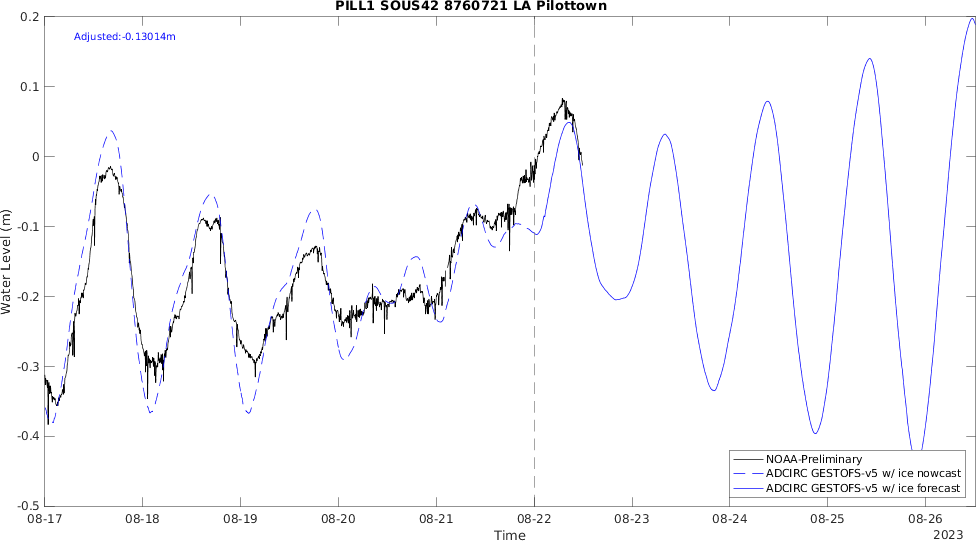 PILL1 SOUS42 8760721 LA Pilottown
Adjusted:-0.13014m
0.2
0.1
0
-0.1
-0.2
-0.3
-0.4
-0.5
Water Level (m)
NOAA-Preliminary
ADCIRC GESTOFS-v5 w/ ice nowcast
ADCIRC GESTOFS-v5 w/ ice forecast
08-17 08-18 08-19 08-20 08-21 08-22 08-23 08-24 08-25 08-26
Time
2023